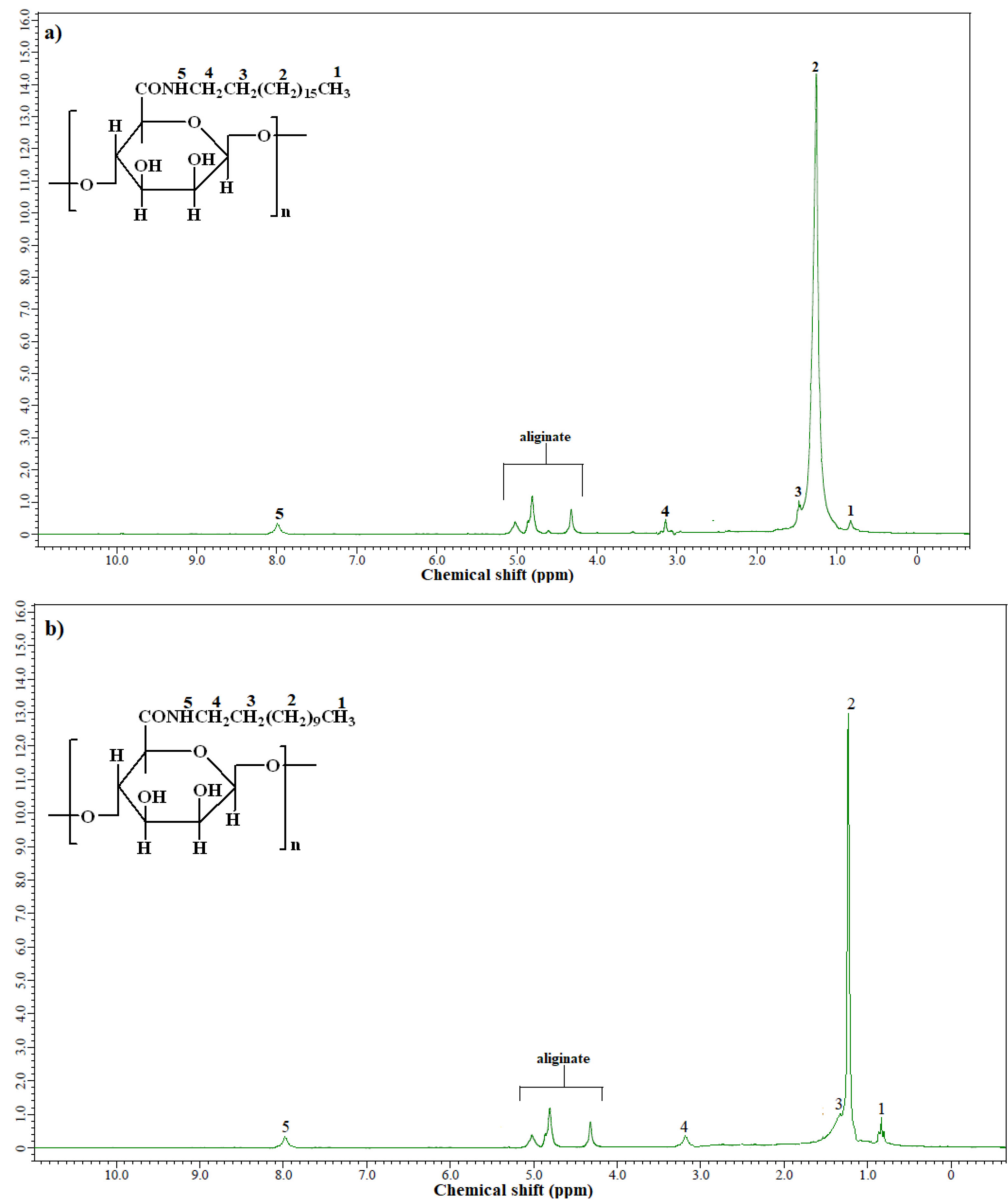 a)
5 4 3 2 1
CONHCH₂CH₂(CH₂)₁₅CH₃
H
O
O
OH OH
O
H
H H
n
2
aliginate
5
4
3
1
16.0
15.0
14.0
13.0
12.0
11.0
10.0
9.0
8.0
7.0
6.0
5.0
4.0
3.0
2.0
1.0
0
10.0 9.0 8.0 7.0 6.0 5.0 4.0 3.0 2.0 1.0 0
Chemical shift (ppm)
b)
5 4 3 2 1
CONHCH₂CH₂(CH₂)₉CH₃
H
O
O
OH OH
O
H
H H
n
2
aliginate
5
4
3
1
16.0
15.0
14.0
13.0
12.0
11.0
10.0
9.0
8.0
7.0
6.0
5.0
4.0
3.0
2.0
1.0
0
10.0 9.0 8.0 7.0 6.0 5.0 4.0 3.0 2.0 1.0 0
Chemical shift (ppm)